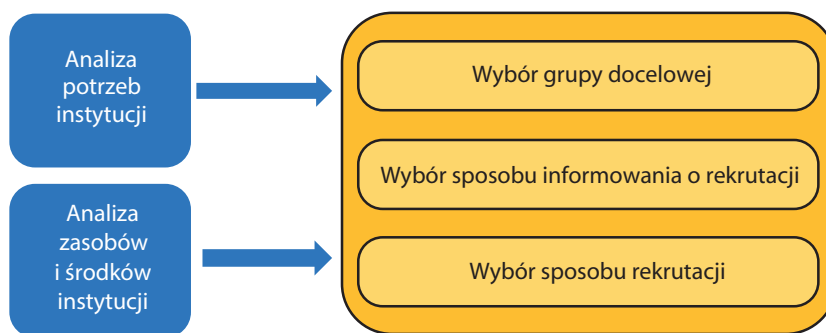 Analiza
potrzeb
instytucji
Analiza
zasobów
i środków
instytucji
Wybór grupy docelowej
Wybór sposobu informowania o rekrutacji
Wybór sposobu rekrutacji